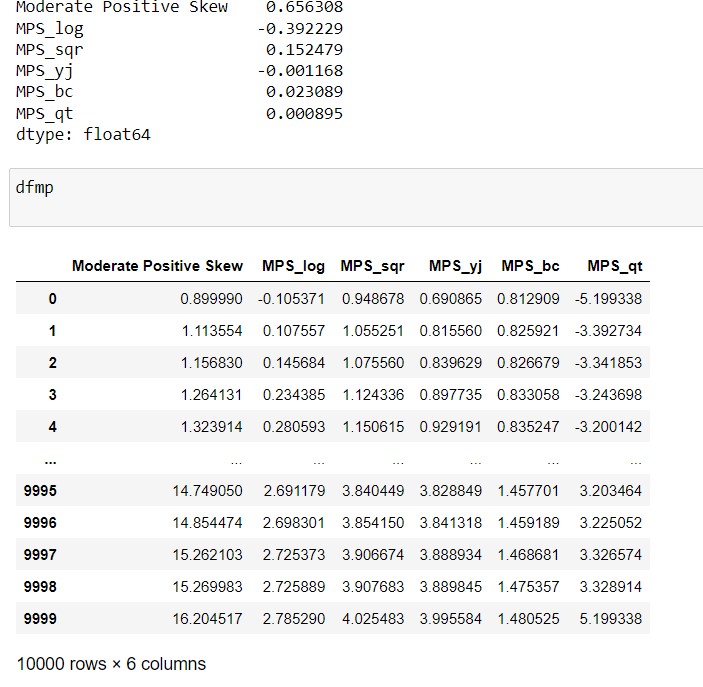 Moderate Positive Skew 0.656308
MPS_log -0.392229
MPS_sqr 0.152479
MPS_yj -0.001168
MPS_bc 0.023089
MPS_qt 0.000895
dtype: float64
dfmp
Moderate Positive Skew MPS_log MPS_sqr MPS_yj MPS_bc MPS_qt
0 0.899990 -0.105371 0.948678 0.690865 0.812909 -5.199338
1 1.113554 0.107557 1.055251 0.815560 0.825921 -3.392734
2 1.156830 0.145684 1.075560 0.839629 0.826679 -3.341853
3 1.264131 0.234385 1.124336 0.897735 0.833058 -3.243698
4 1.323914 0.280593 1.150615 0.929191 0.835247 -3.200142
... ... ... ... ... ... ...
9995 14.749050 2.691179 3.840449 3.828849 1.457701 3.203464
9996 14.854474 2.698301 3.854150 3.841318 1.459189 3.225052
9997 15.262103 2.725373 3.906674 3.888934 1.468681 3.326574
9998 15.269983 2.725889 3.907683 3.889845 1.475357 3.328914
9999 16.204517 2.785290 4.025483 3.995584 1.480525 5.199338
10000 rows × 6 columns